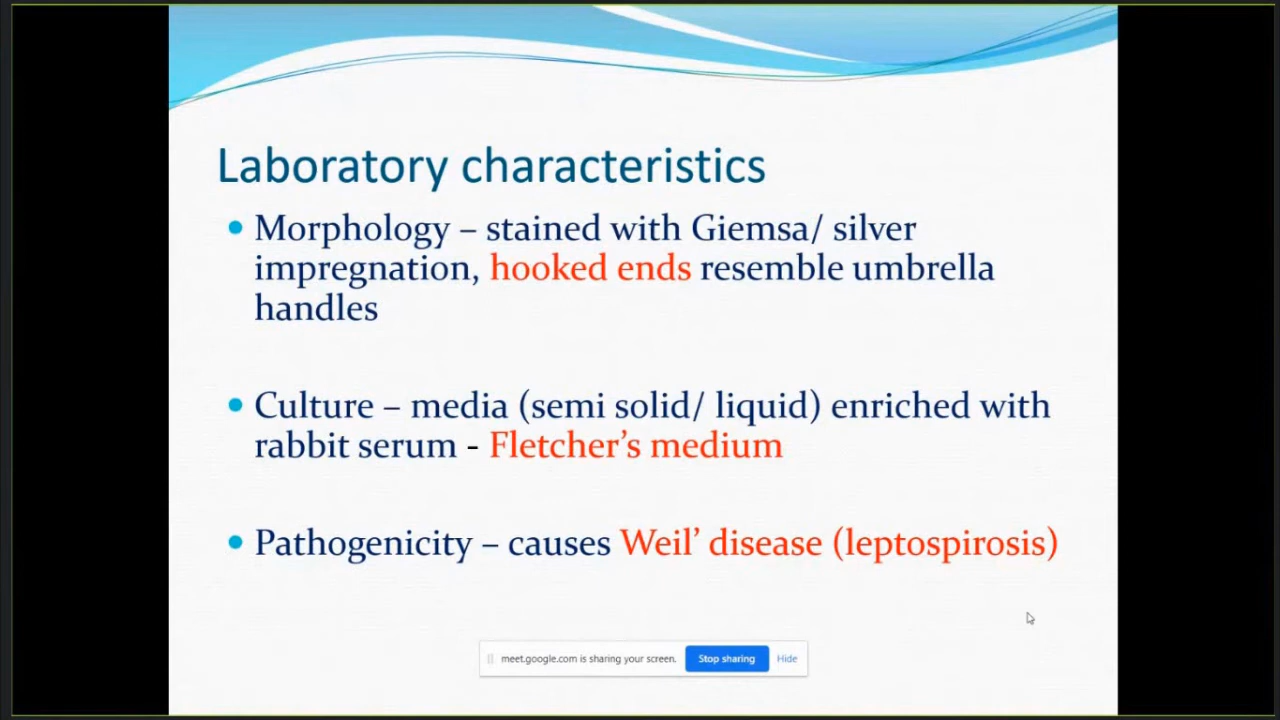 Laboratory characteristics
• Morphology – stained with Giemsa/ silver
impregnation, hooked ends resemble umbrella
handles
• Culture – media (semi solid/ liquid) enriched with
rabbit serum - Fletcher’s medium
• Pathogenicity – causes Weil’ disease (leptospirosis)
meet.google.com is sharing your screen. Stop sharing Hide